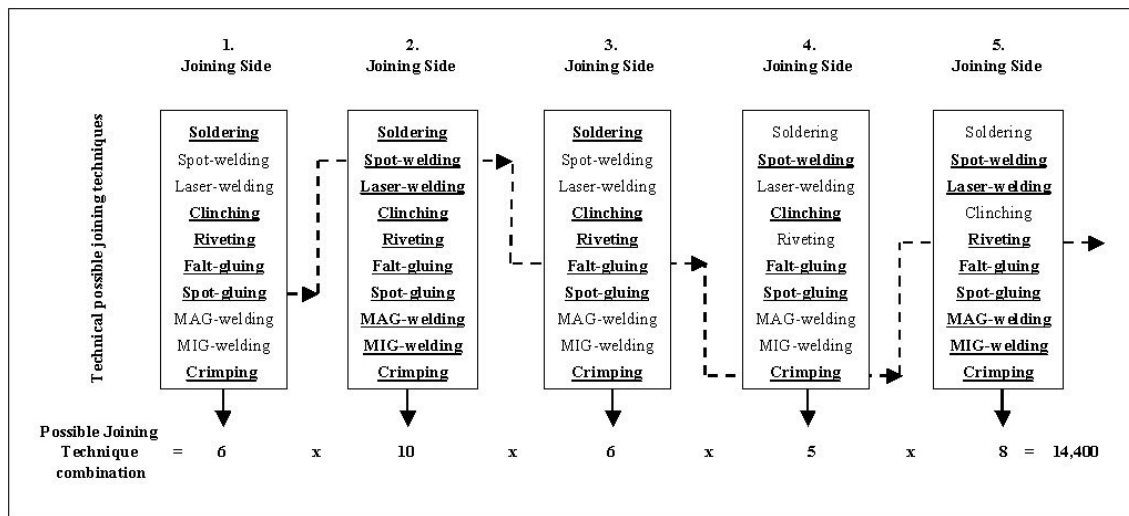 1.
Joining Side
2.
Joining Side
3.
Joining Side
4.
Joining Side
5.
Joining Side
Technical possible joining techniques
Soldering
Spot-welding
Laser-welding
Clinching
Riveting
Falt-gluing
Spot-gluing
MAG-welding
MIG-welding
Crimping
Soldering
Spot-welding
Laser-welding
Clinching
Riveting
Falt-gluing
Spot-gluing
MAG-welding
MIG-welding
Crimping
Soldering
Spot-welding
Laser-welding
Clinching
Riveting
Falt-gluing
Spot-gluing
MAG-welding
MIG-welding
Crimping
Soldering
Spot-welding
Laser-welding
Clinching
Riveting
Falt-gluing
Spot-gluing
MAG-welding
MIG-welding
Crimping
Soldering
Spot-welding
Laser-welding
Clinching
Riveting
Falt-gluing
Spot-gluing
MAG-welding
MIG-welding
Crimping
Possible Joining
Technique
combination
= 6 x 10 x 6 x 5 x 8 = 14,400